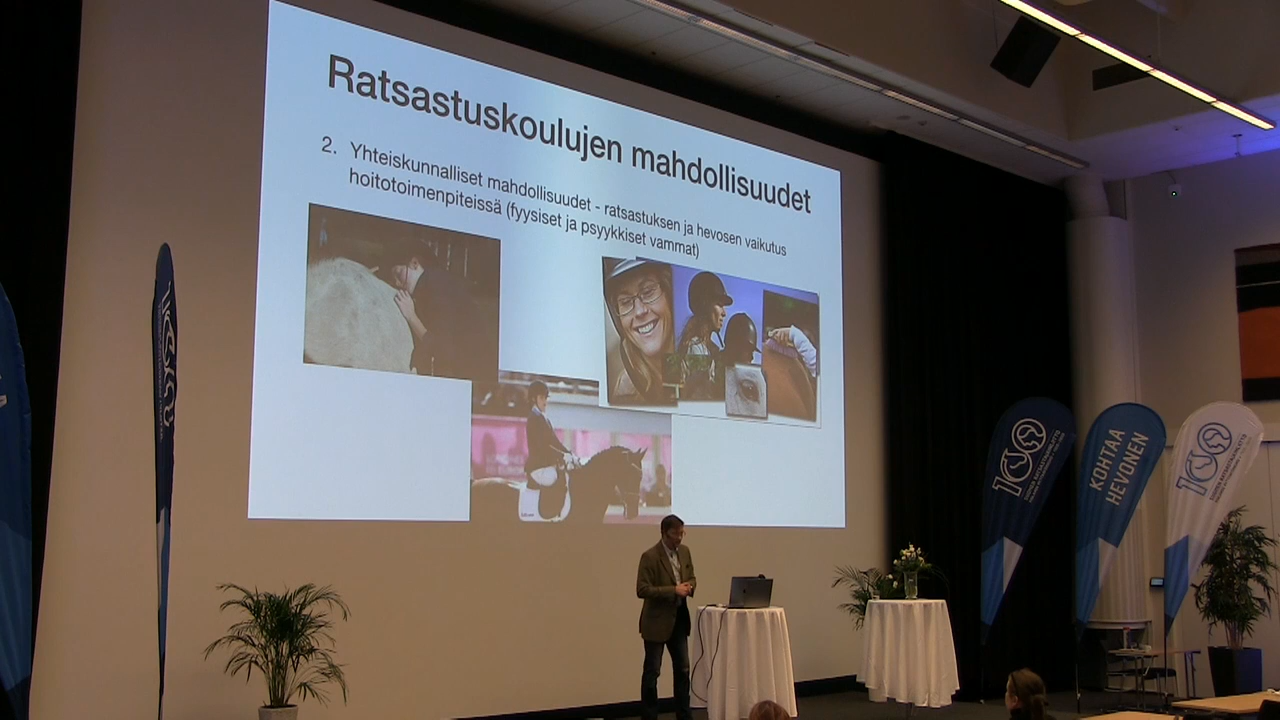 Ratsastuskoulujen mahdollisuudet
2. Yhteiskunnalliset mahdollisuudet - ratsastuksen ja hevosen vaikutus
hoitotoimenpiteissä (fyysiset ja psyykkiset vammat)
100
KOHTAA
HEVONEN
100